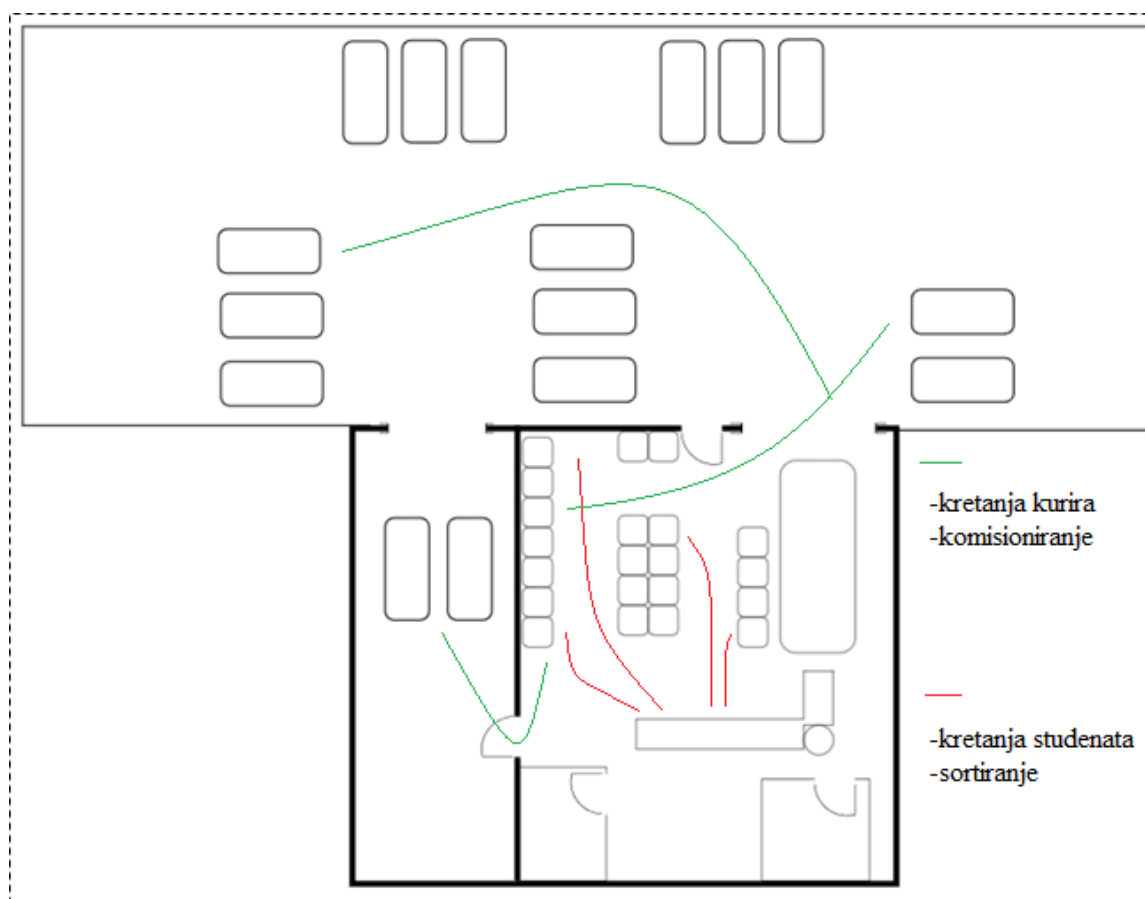 -kretanja kurira
-komisioniranje
-kretanja studenata
-sortiranje